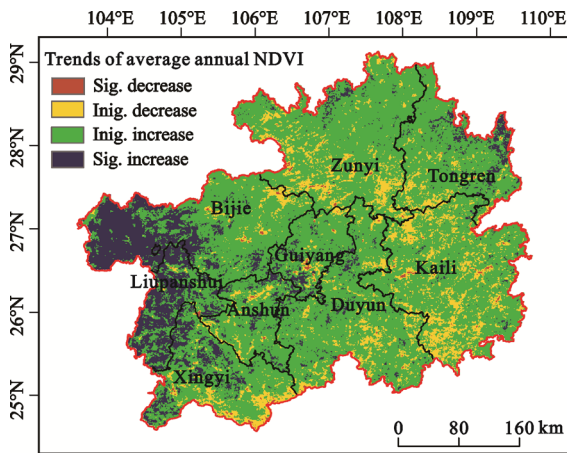 104°E 105°E 106°E 107°E 108°E 109°E 110°E
29°N
28°N
27°N
26°N
25°N
Trends of average annual NDVI
Sig. decrease
Inig. decrease
Inig. increase
Sig. increase
Zunyi
Tongren
Bijie
Guiyang
Kaili
Liupanshui
Anshun
Duyun
Xingyi
0 80 160 km